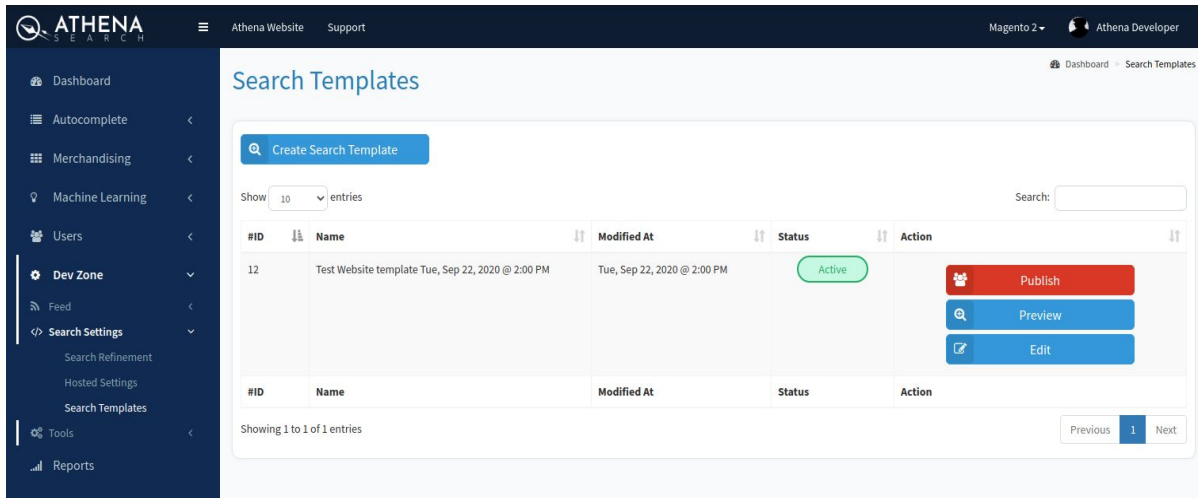 ATHENA
SEARCH
Athena Website Support Magento 2 Athena Developer
Dashboard
Autocomplete
Merchandising
Machine Learning
Users
Dev Zone
Feed
Search Settings
Search Refinement
Hosted Settings
Search Templates
Tools
Reports
Search Templates
Dashboard > Search Templates
Create Search Template
Show 10 entries Search:
#ID Name Modified At Status Action
12 Test Website template Tue, Sep 22, 2020 @ 2:00 PM Tue, Sep 22, 2020 @ 2:00 PM Active Publish
Preview
Edit
#ID Name Modified At Status Action
Showing 1 to 1 of 1 entries Previous 1 Next